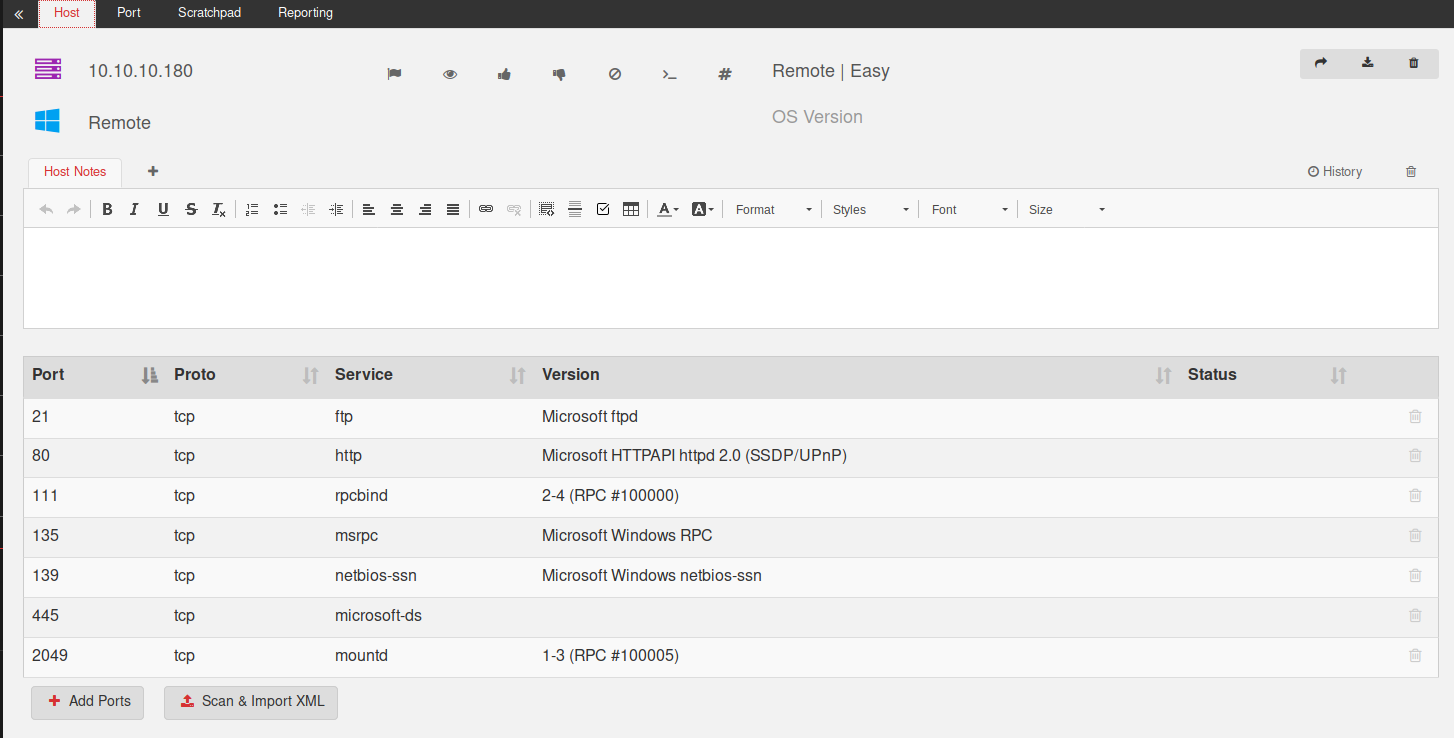 « Host Port Scratchpad Reporting
10.10.10.180 Remote | Easy
Remote OS Version
Host Notes + History
B I U S Tx A A Format Styles Font Size
Port Proto Service Version Status
21 tcp ftp Microsoft ftpd
80 tcp http Microsoft HTTPAPI httpd 2.0 (SSDP/UPnP)
111 tcp rpcbind 2-4 (RPC #100000)
135 tcp msrpc Microsoft Windows RPC
139 tcp netbios-ssn Microsoft Windows netbios-ssn
445 tcp microsoft-ds
2049 tcp mountd 1-3 (RPC #100005)
+ Add Ports Scan & Import XML